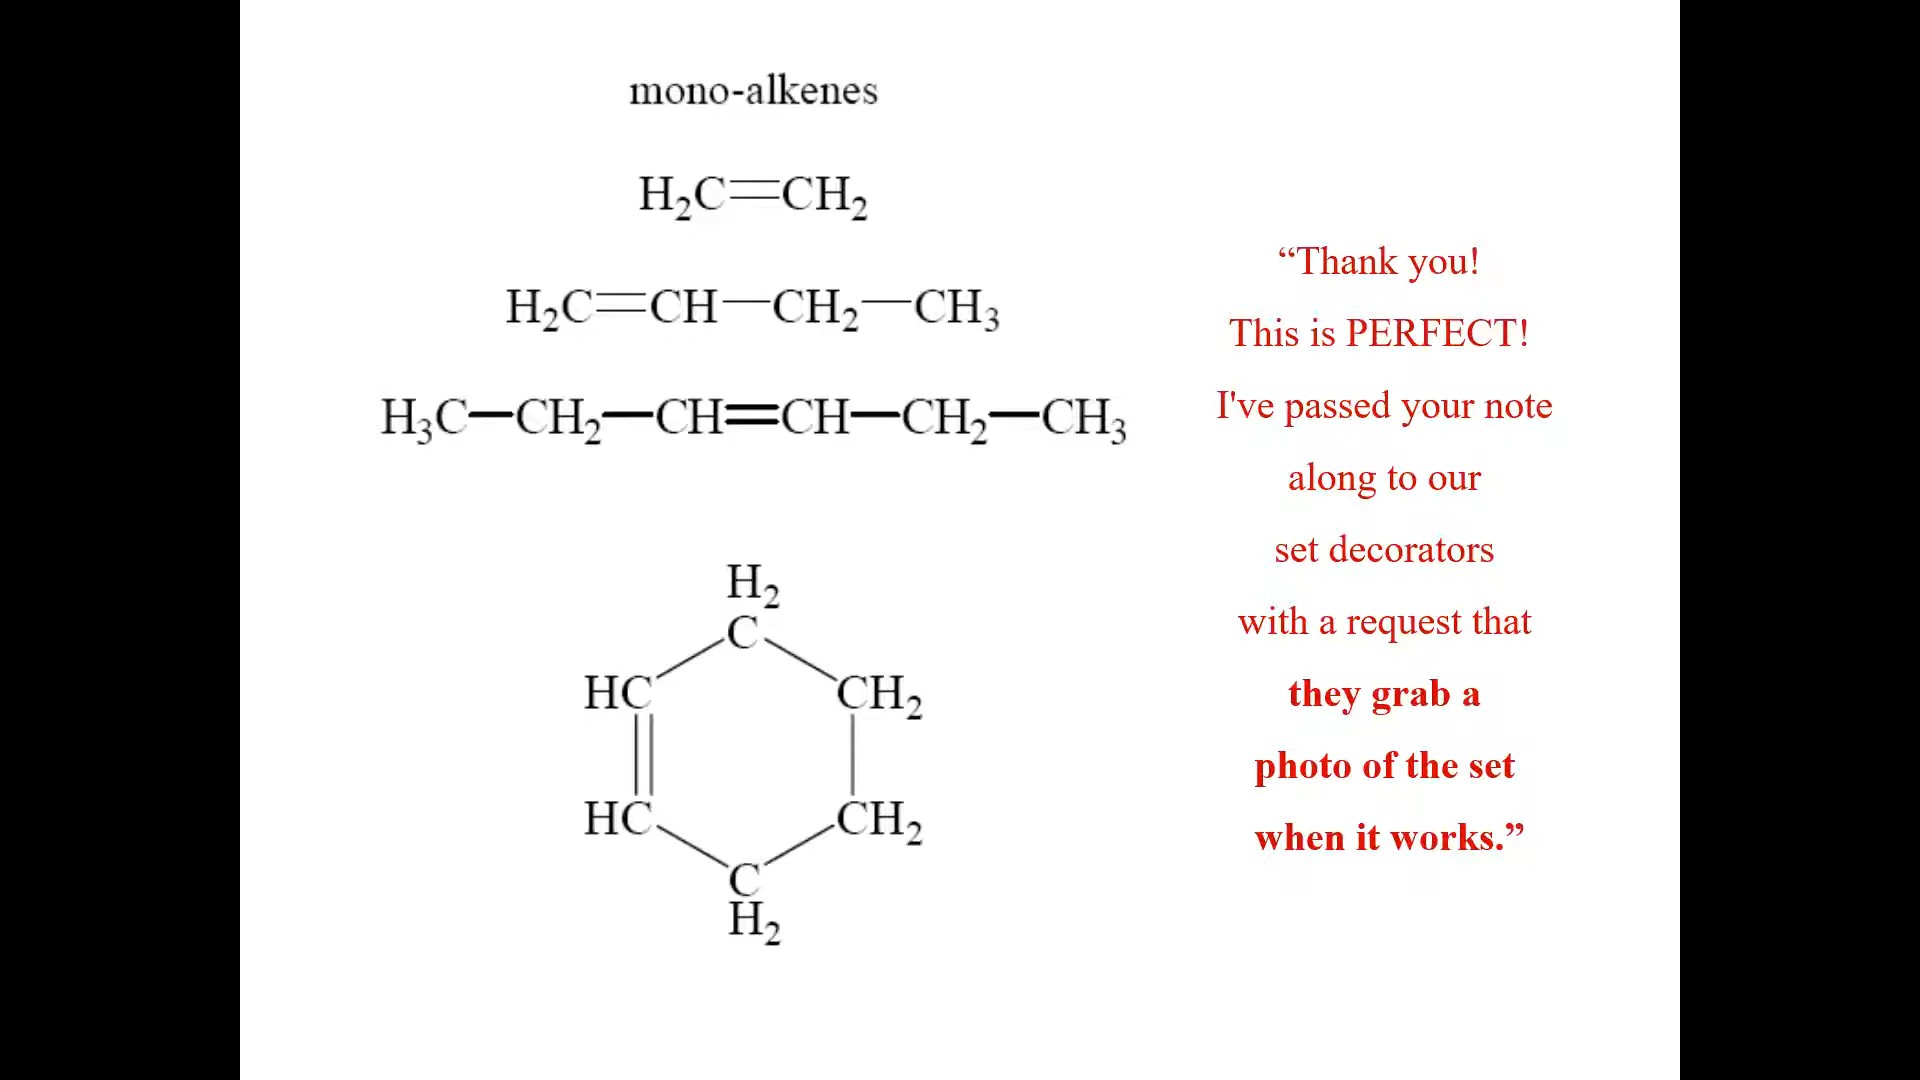 mono-alkenes
H₂C=CH₂
H₂C=CH—CH₂—CH₃
H₃C—CH₂—CH=CH—CH₂—CH₃
H₂
C
HC CH₂
HC CH₂
C
H₂
“Thank you!
This is PERFECT!
I've passed your note
along to our
set decorators
with a request that
they grab a
photo of the set
when it works.”